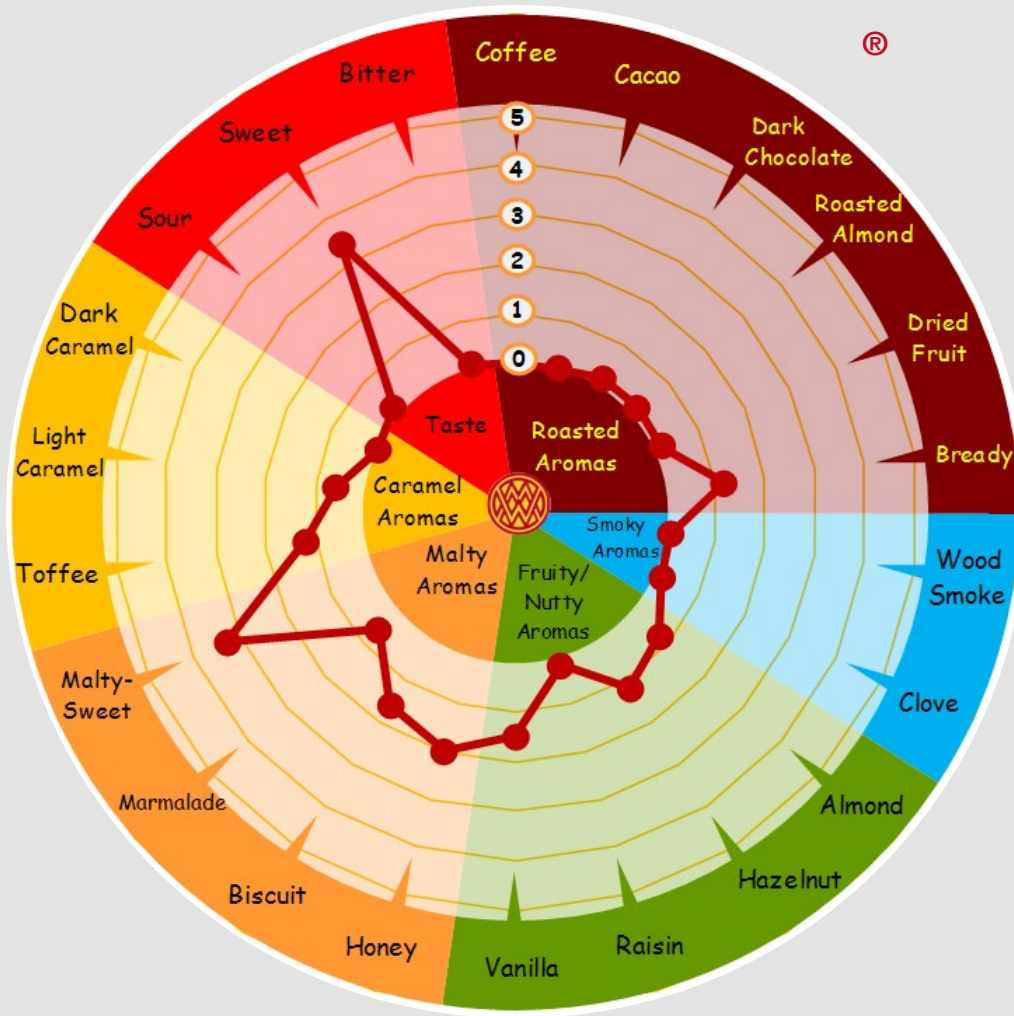 ®
Coffee
Cacao
Dark
Chocolate
Roasted
Almond
Dried
Fruit
Bready
Wood
Smoke
Clove
Almond
Hazelnut
Raisin
Vanilla
Honey
Biscuit
Marmalade
Malty-
Sweet
Toffee
Light
Caramel
Dark
Caramel
Sour
Sweet
Bitter
5
4
3
2
1
0
Taste
Roasted
Aromas
Caramel
Aromas
Smoky
Aromas
Malty
Aromas
Fruity/
Nutty
Aromas